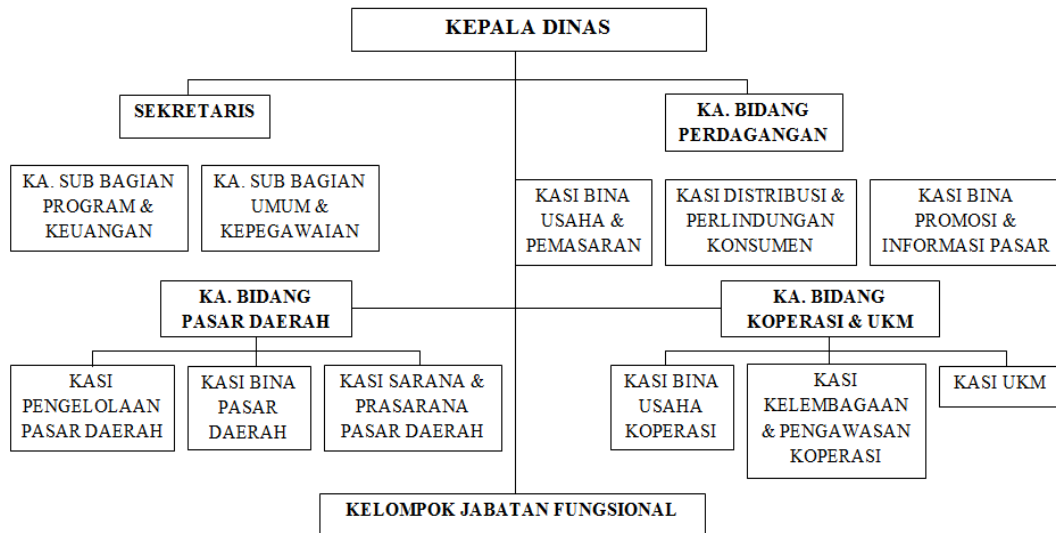 KEPALA DINAS
SEKRETARIS
KA. BIDANG
PERDAGANGAN
KA. SUB BAGIAN
PROGRAM &
KEUANGAN
KA. SUB BAGIAN
UMUM &
KEPEGAWAIAN
KASI BINA
USAHA &
PEMASARAN
KASI DISTRIBUSI &
PERLINDUNGAN
KONSUMEN
KASI BINA
PROMOSI &
INFORMASI PASAR
KA. BIDANG
PASAR DAERAH
KA. BIDANG
KOPERASI & UKM
KASI
PENGELOLAAN
PASAR DAERAH
KASI BINA
PASAR
DAERAH
KASI SARANA &
PRASARANA
PASAR DAERAH
KASI BINA
USAHA
KOPERASI
KASI
KELEMBAGAAN
& PENGAWASAN
KOPERASI
KASI UKM
KELOMPOK JABATAN FUNGSIONAL